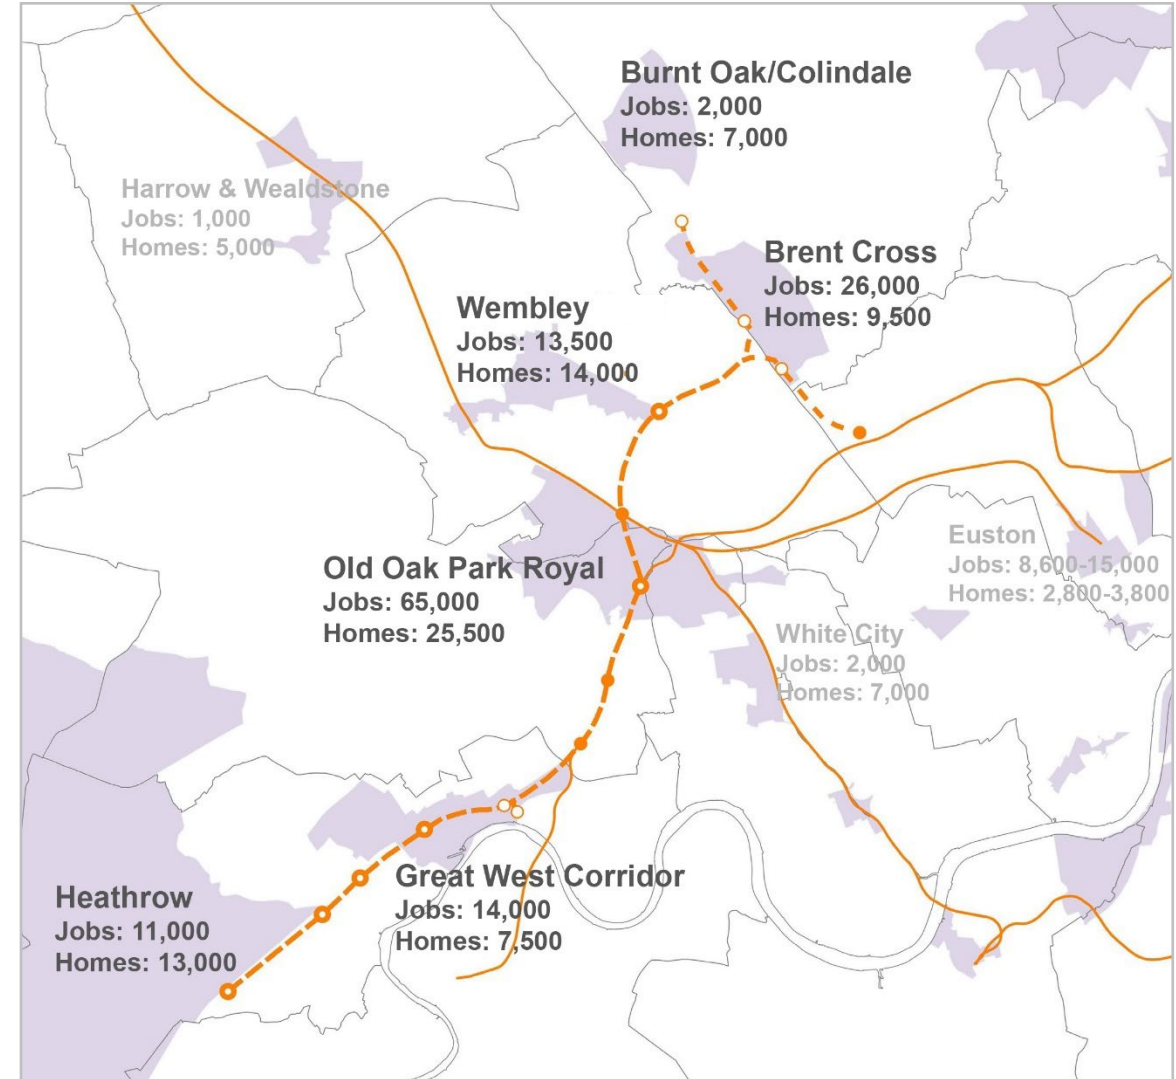 Burnt Oak/Colindale
Jobs: 2,000
Homes: 7,000
Harrow & Wealdstone
Jobs: 1,000
Homes: 5,000
Brent Cross
Jobs: 26,000
Homes: 9,500
Wembley
Jobs: 13,500
Homes: 14,000
Old Oak Park Royal
Jobs: 65,000
Homes: 25,500
Euston
Jobs: 8,600-15,000
Homes: 2,800-3,800
White City
Jobs: 2,000
Homes: 7,000
Great West Corridor
Jobs: 14,000
Homes: 7,500
Heathrow
Jobs: 11,000
Homes: 13,000